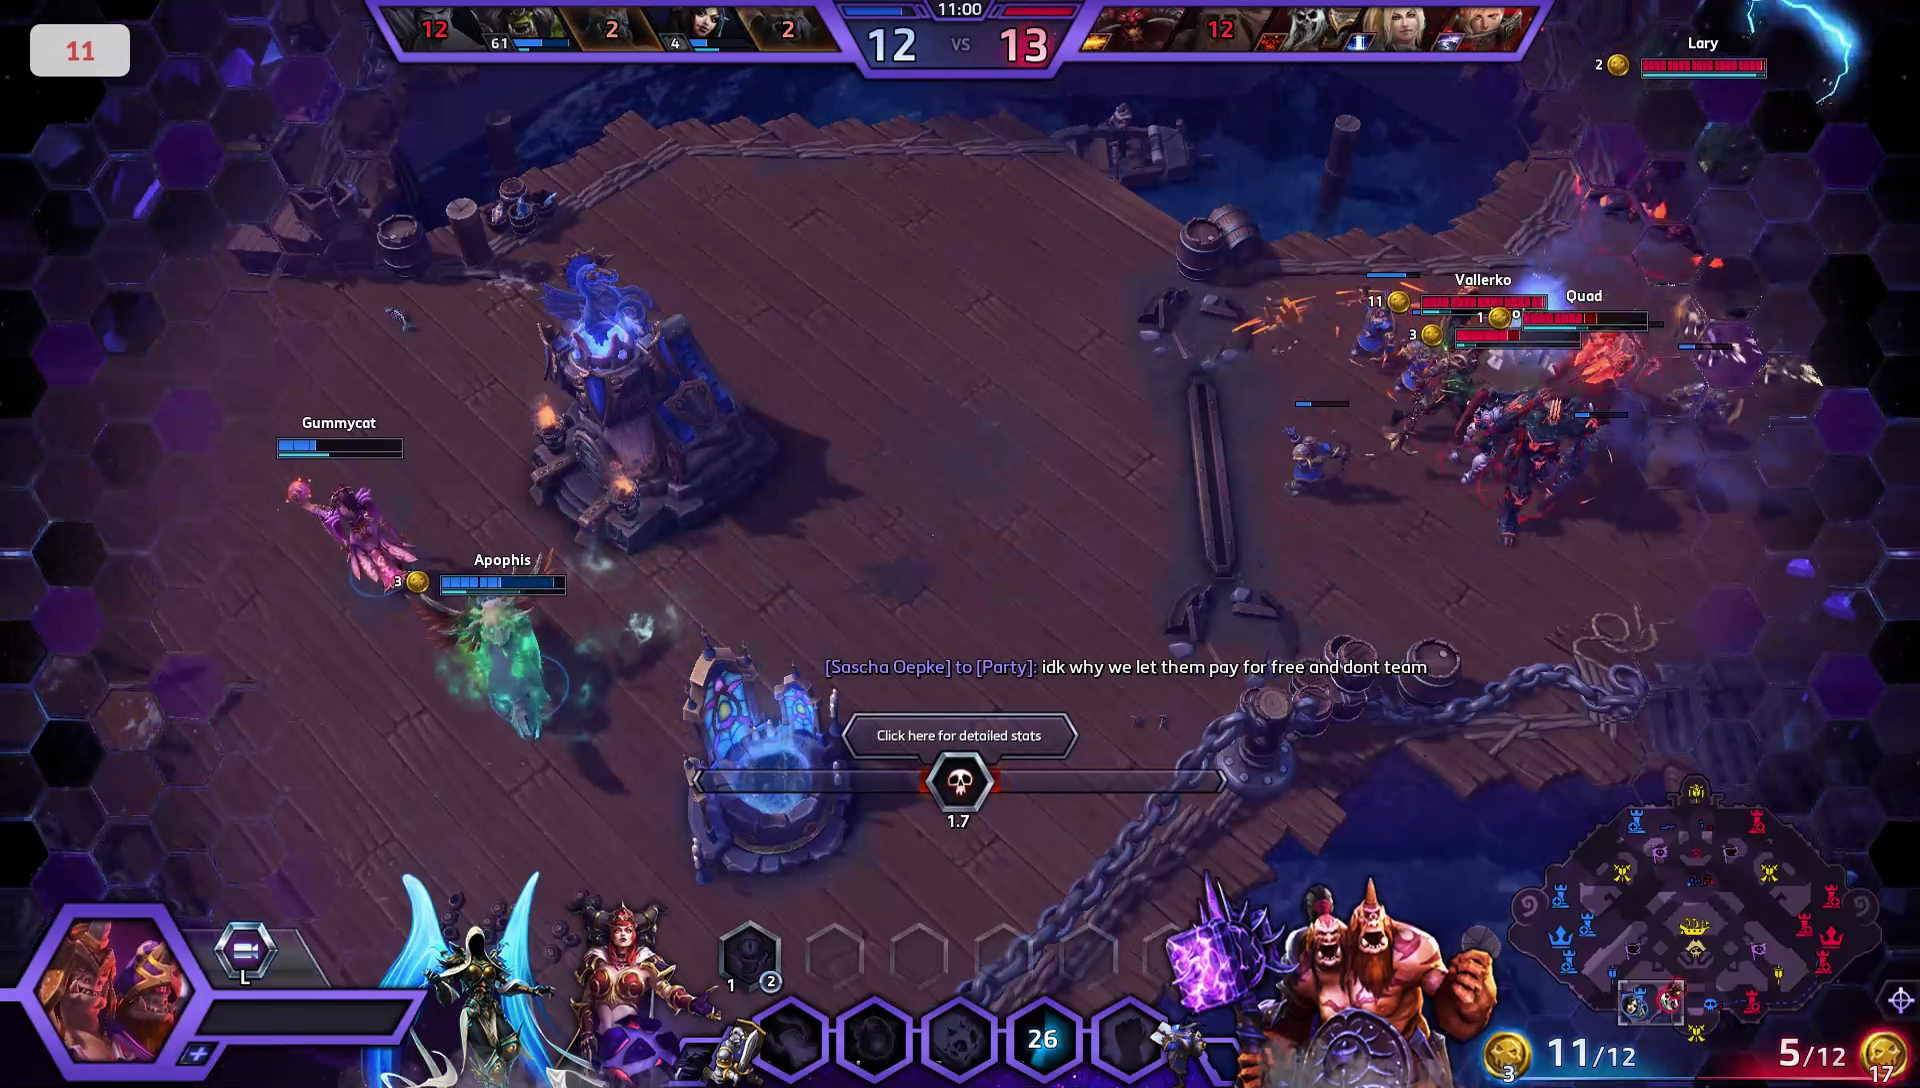 11
12
61
2
4
2
11:00
12 VS 13
12
Lary
2
Vallerko
11
Quad
1
3
Gummycat
Apophis
3
[Sascha Oepke] to [Party]: idk why we let them pay for free and dont team
Click here for detailed stats
1.7
L
1
2
26
11/12
3
5/12
17